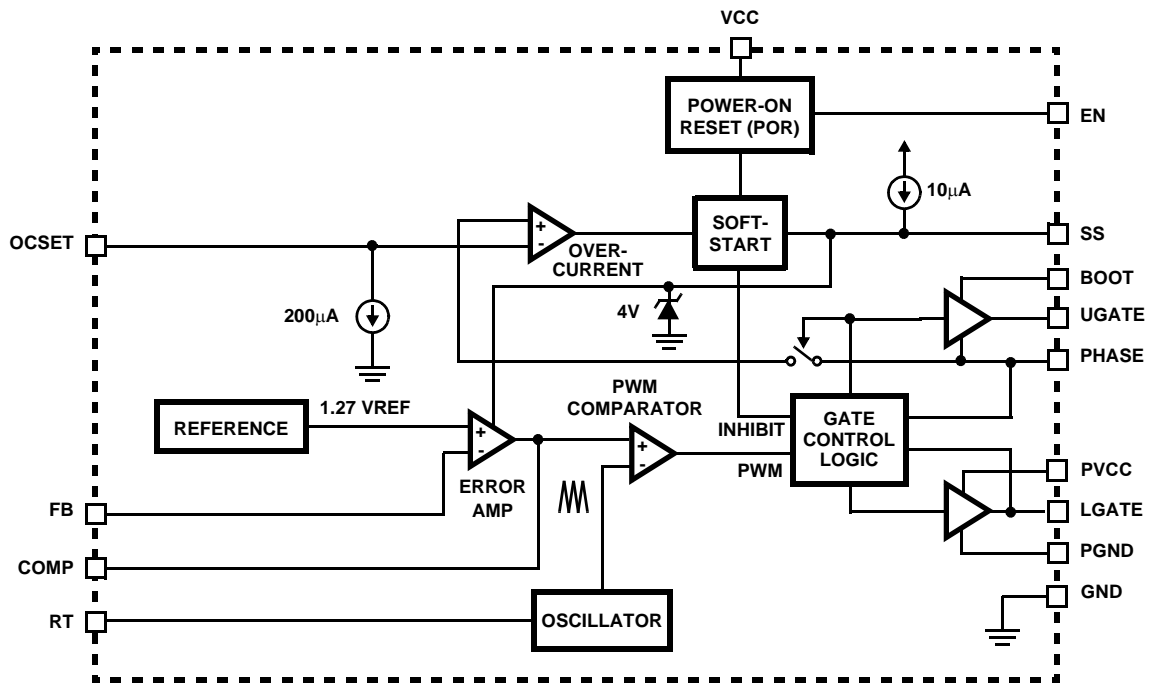 VCC
POWER-ON
RESET (POR)
EN
10µA
SOFT-
START
SS
OCSET
+
-
OVER-
CURRENT
BOOT
200µA
4V
UGATE
PHASE
PWM
COMPARATOR
1.27 VREF
REFERENCE
+
-
+
-
INHIBIT
GATE
CONTROL
LOGIC
PWM
PVCC
ERROR
AMP
FB
LGATE
PGND
COMP
GND
RT
OSCILLATOR